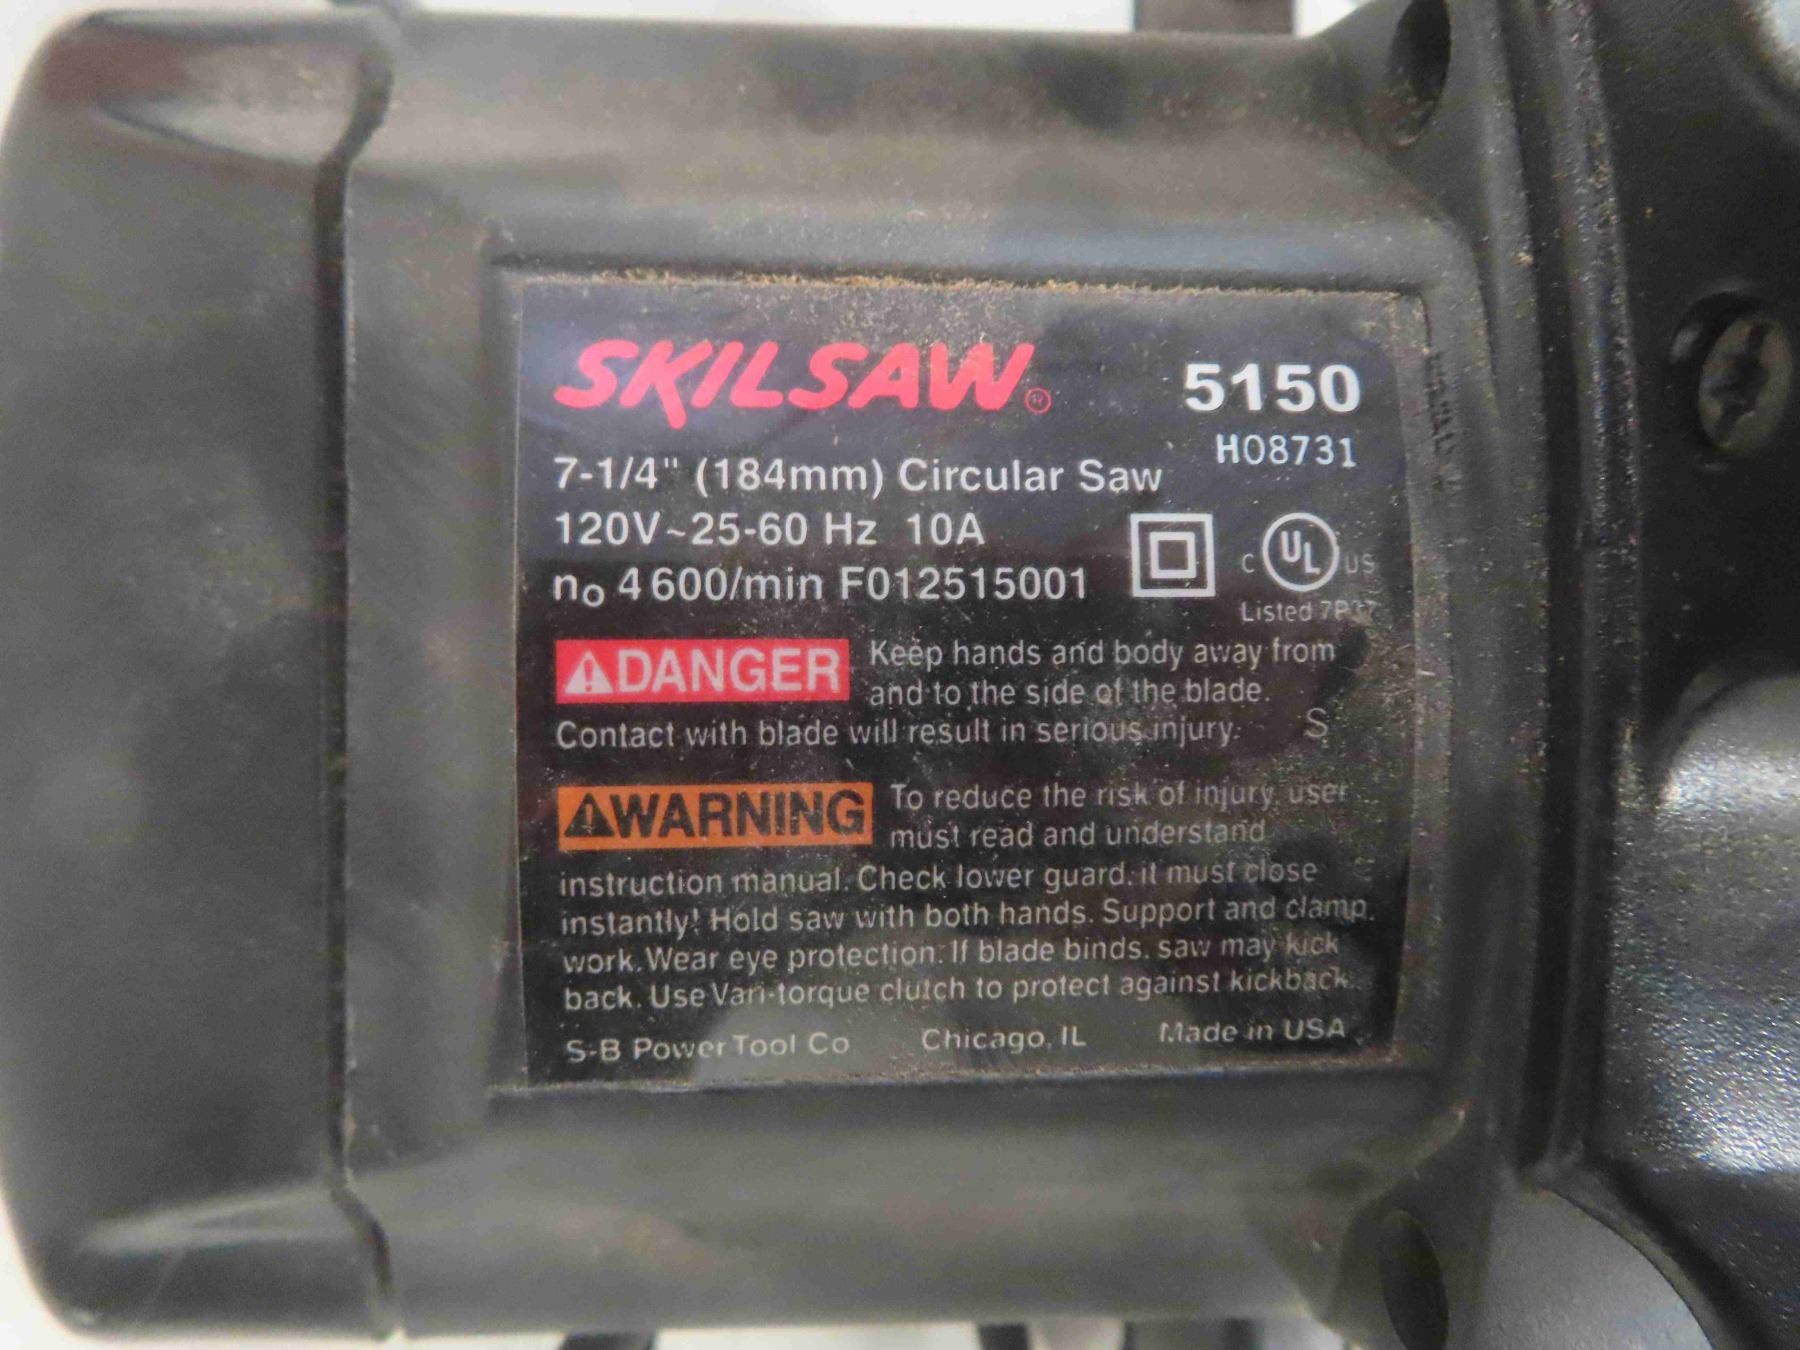 SKILSAW® 5150
H08731
7-1/4" (184mm) Circular Saw
120V~25-60 Hz 10A
no 4600/min F012515001
C UL US
Listed
DANGER Keep hands and body away from
and to the side of the blade.
Contact with blade will result in serious injury. S
WARNING To reduce the risk of injury, user
must read and understand
instruction manual. Check lower guard. it must close
instantly! Hold saw with both hands. Support and clamp
work. Wear eye protection. If blade binds. saw may kick
back. Use Vari-torque clutch to protect against kickback.
S-B Power Tool Co Chicago, IL Made in USA